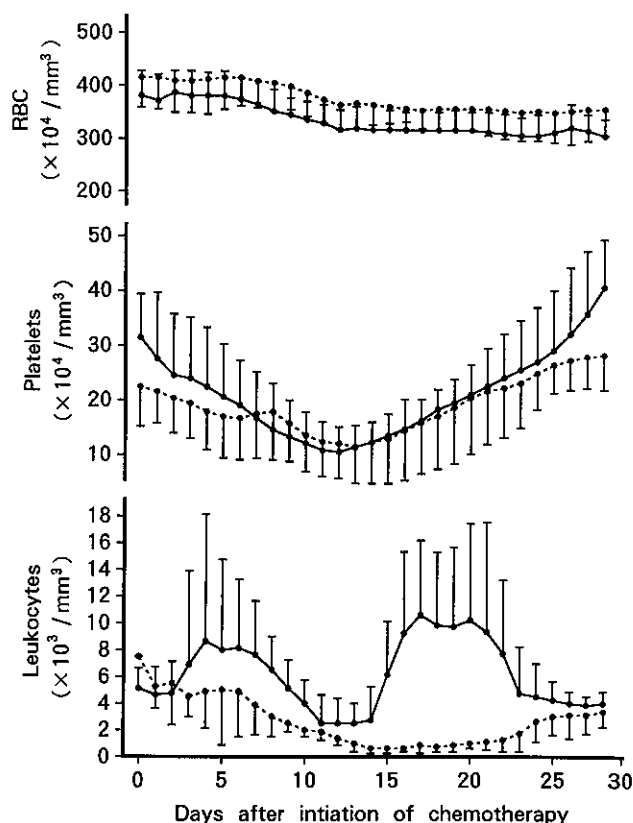 500
400
300
200
RBC
(×10⁴/mm³)
50
40
30
20
10
Platelets
(×10⁴/mm³)
18
16
14
12
10
8
6
4
2
0
Leukocytes
(×10³/mm³)
0 5 10 15 20 25 30
Days after intiation of chemotherapy